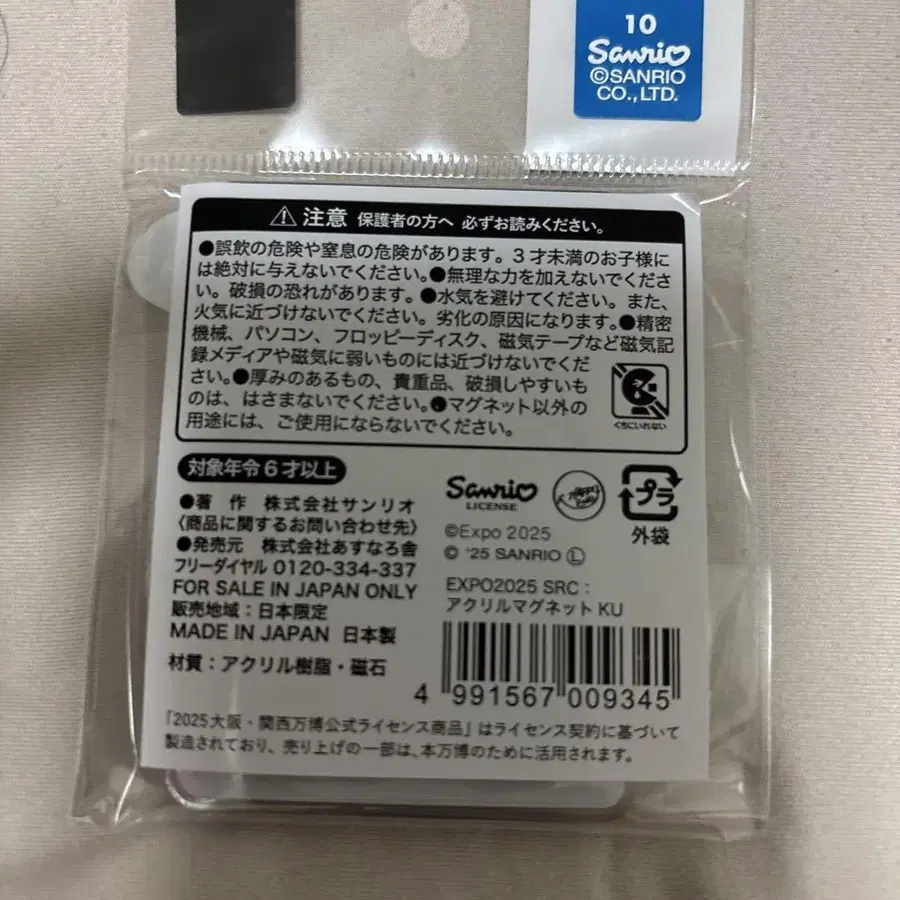 10
Sanrio
©SANRIO
CO.,LTD.
注意 保護者の方へ 必ずお読みください。
●誤飲の危険や窒息の危険があります。3才未満のお子様に
は絶対に与えないでください。●無理な力を加えないでくださ
い。破損の恐れがあります。●水気を避けてください。また、
火気に近づけないでください。劣化の原因になります。●精密
機械、パソコン、フロッピーディスク、磁気テープなど磁気記
録メディアや磁気に弱いものには近づけないでくだ
さい。●厚みのあるもの、貴重品、破損しやすいも
のは、はさまないでください。●マグネット以外の
用途には、ご使用にならないでください。
くちにいれない
対象年令6才以上
●著 作 株式会社サンリオ
〈商品に関するお問い合わせ先〉
●発売元 株式会社あすなろ舎
フリーダイヤル 0120-334-337
FOR SALE IN JAPAN ONLY
販売地域：日本限定
MADE IN JAPAN 日本製
材質：アクリル樹脂・磁石
Sanrio
LICENSE
プラ
外袋
©Expo 2025
© '25 SANRIO Ⓛ
EXPO2025 SRC：
アクリルマグネット KU
4 991567 009345
「2025大阪・関西万博公式ライセンス商品」はライセンス契約に基づいて
製造されており、売り上げの一部は、本万博のために活用されます。